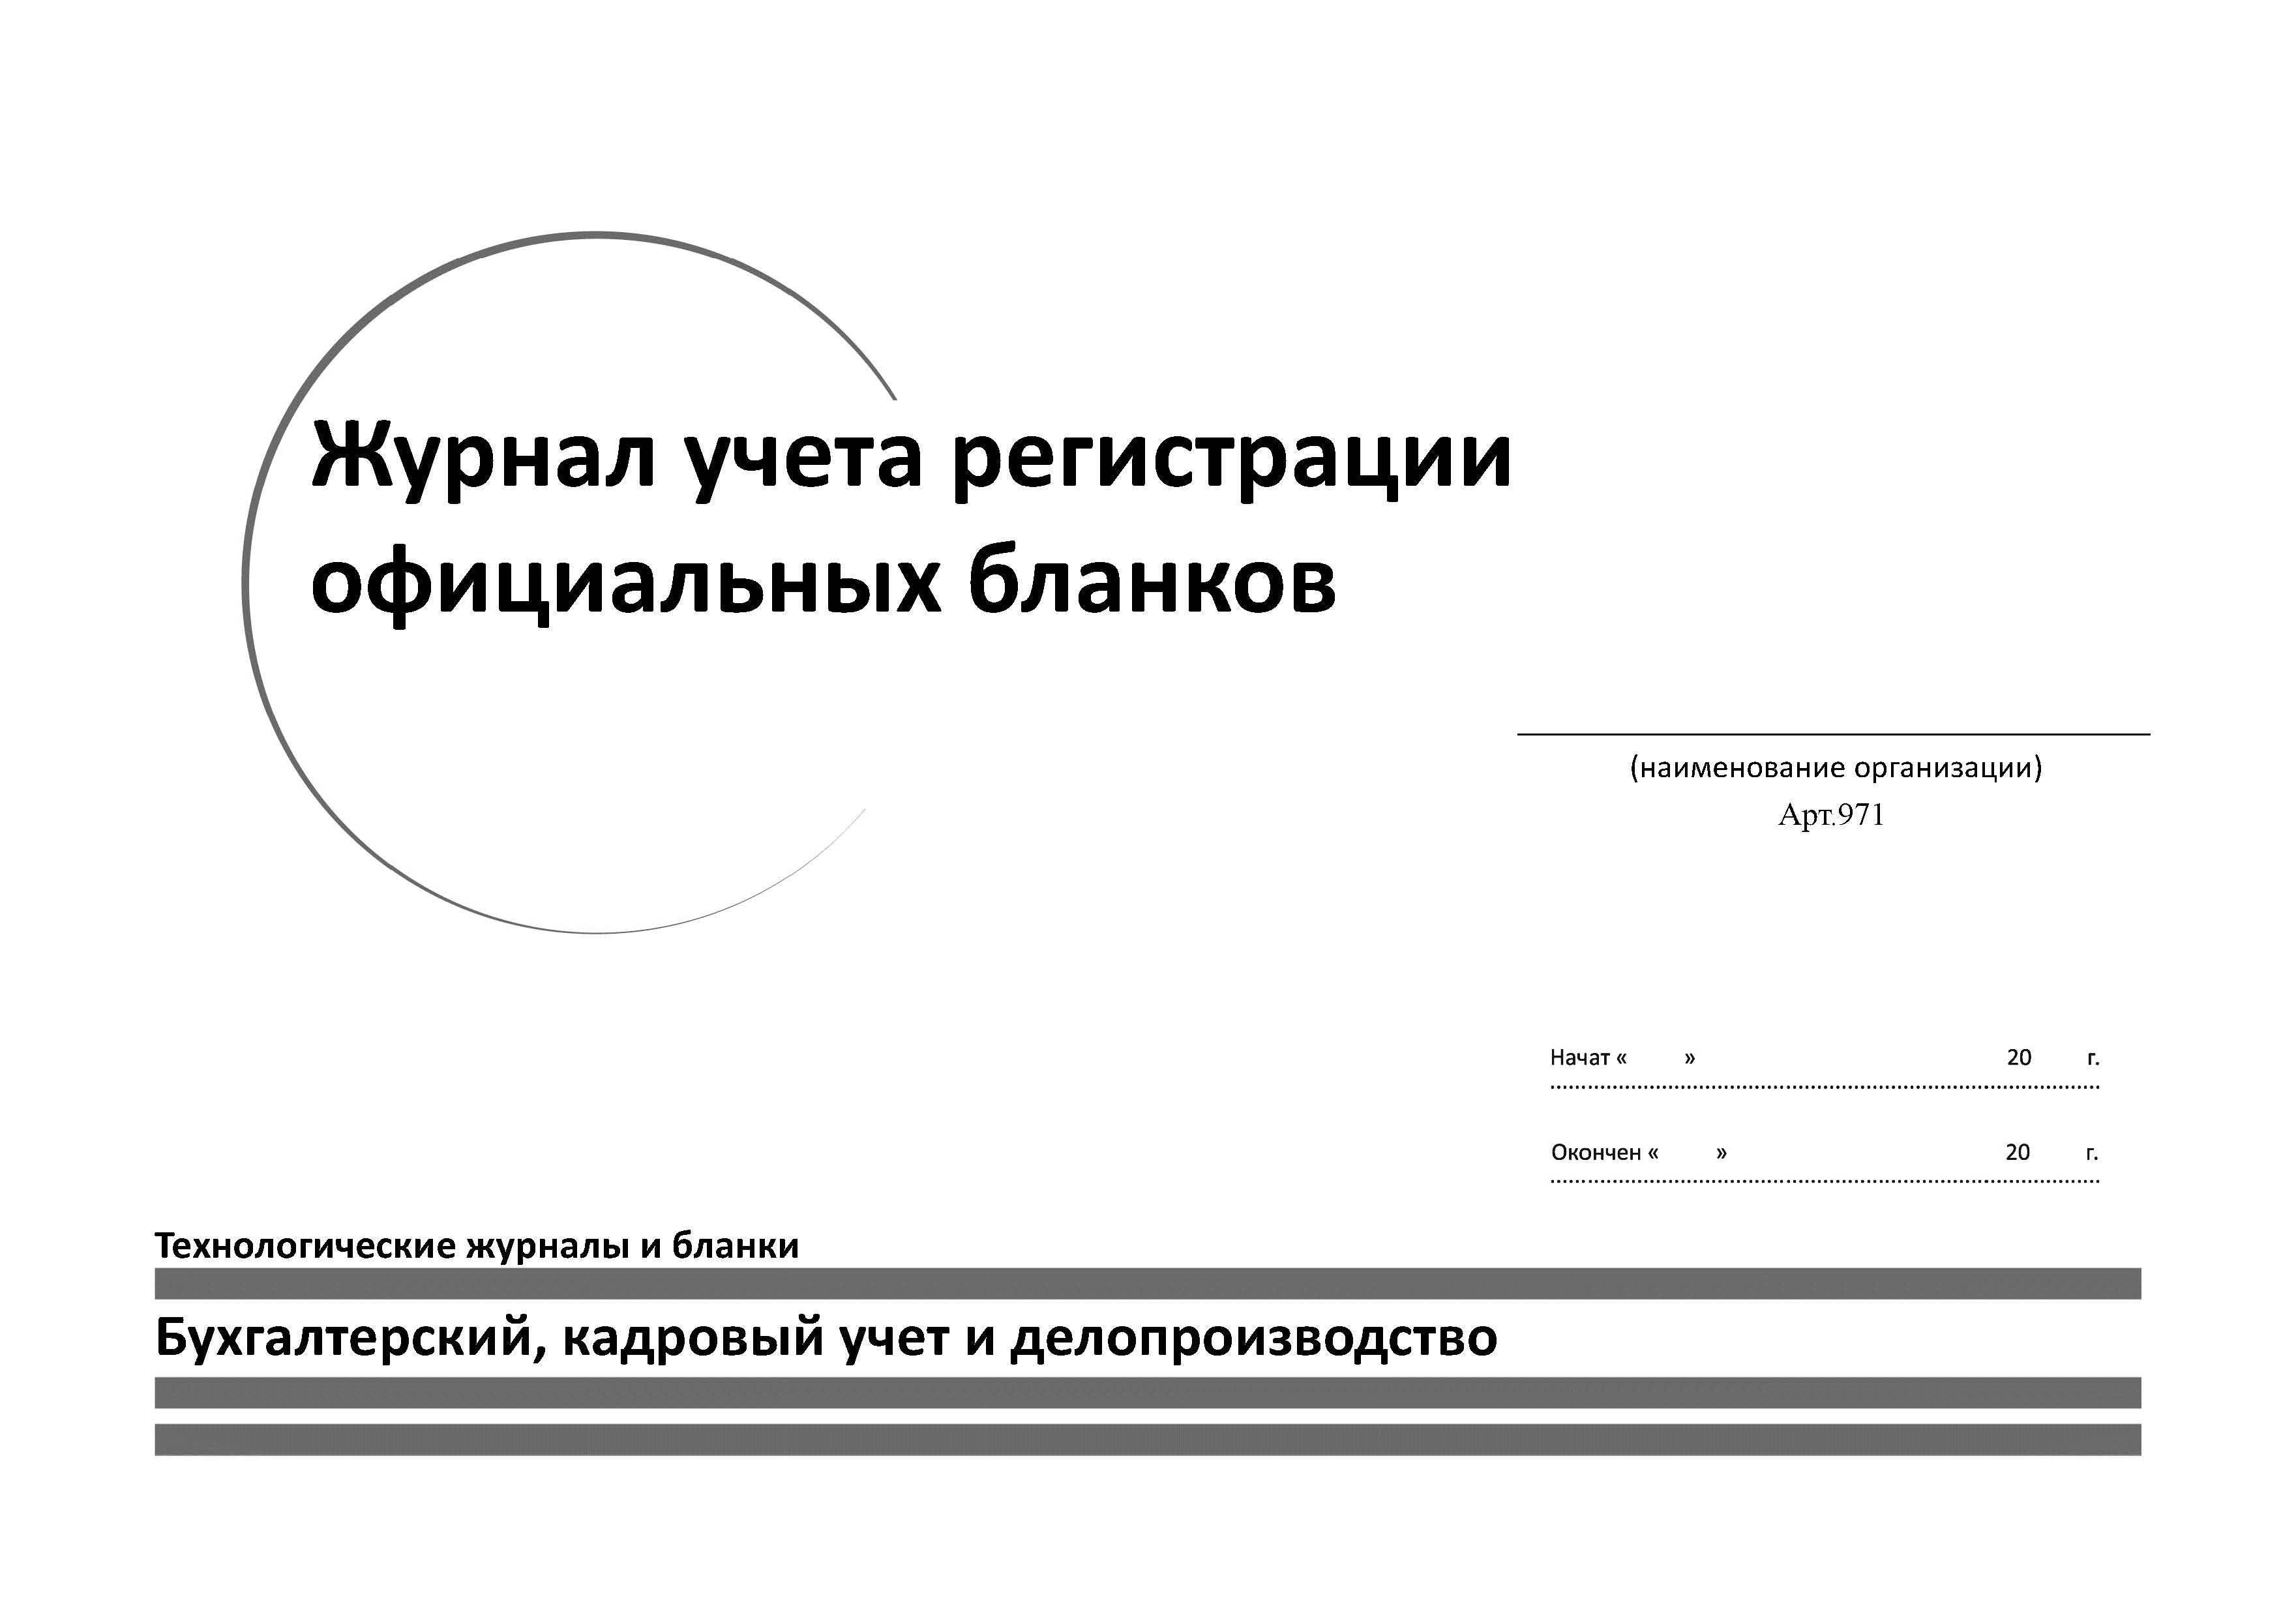 Журнал учета регистрации
официальных бланков
(наименование организации)
Арт.971
Начат « » 20 г.
Окончен « » 20 г.
Технологические журналы и бланки
Бухгалтерский, кадровый учет и делопроизводство